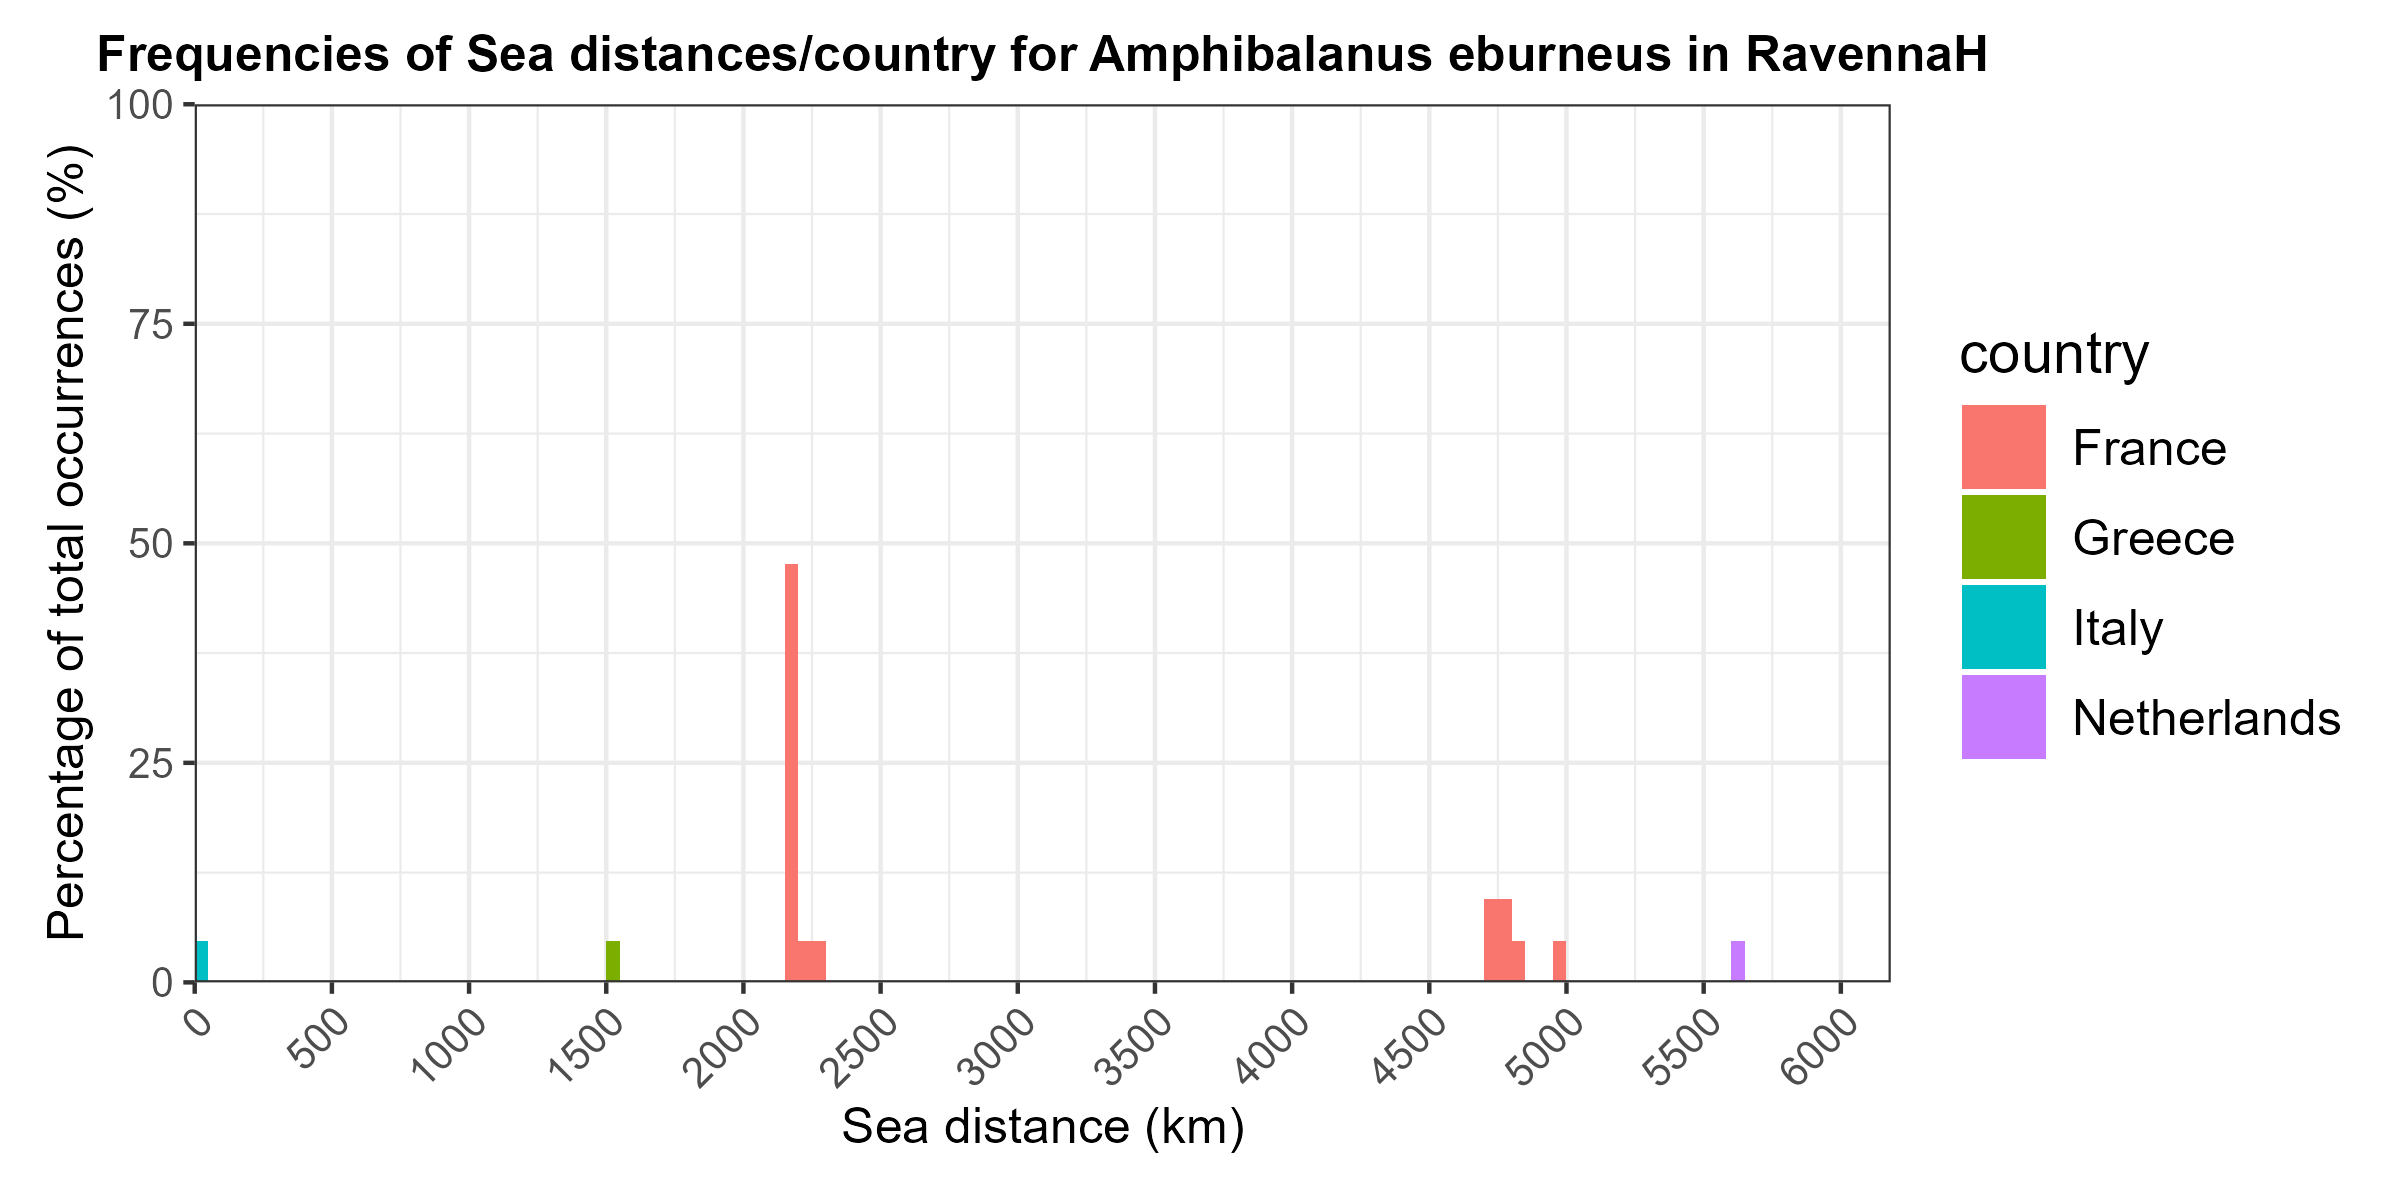 Frequencies of Sea distances/country for Amphibalanus eburneus in RavennaH
Percentage of total occurrences (%)
100
75
50
25
0
0
500
1000
1500
2000
2500
3000
3500
4000
4500
5000
5500
6000
Sea distance (km)
country
France
Greece
Italy
Netherlands